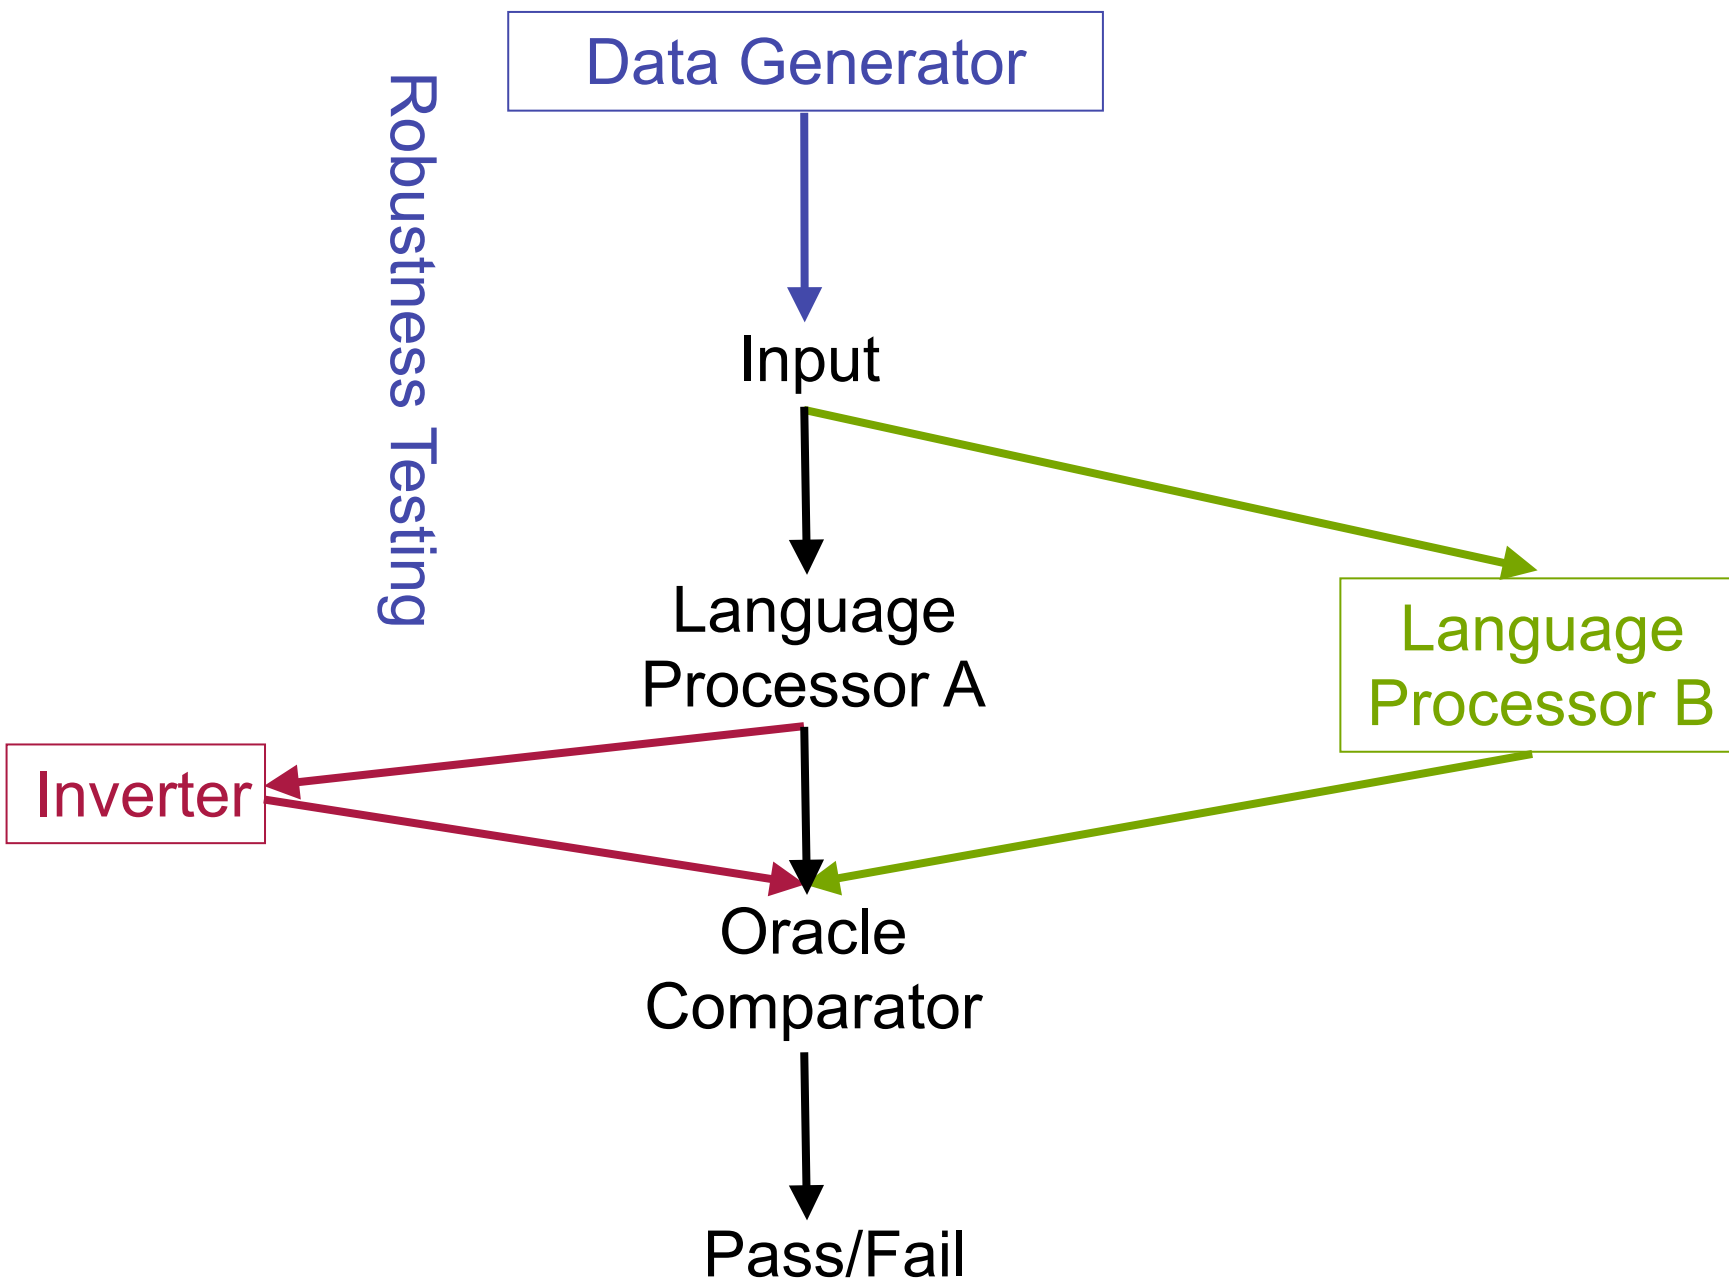 Data Generator
Robustness Testing
Input
Language
Processor A
Language
Processor B
Inverter
Oracle
Comparator
Pass/Fail